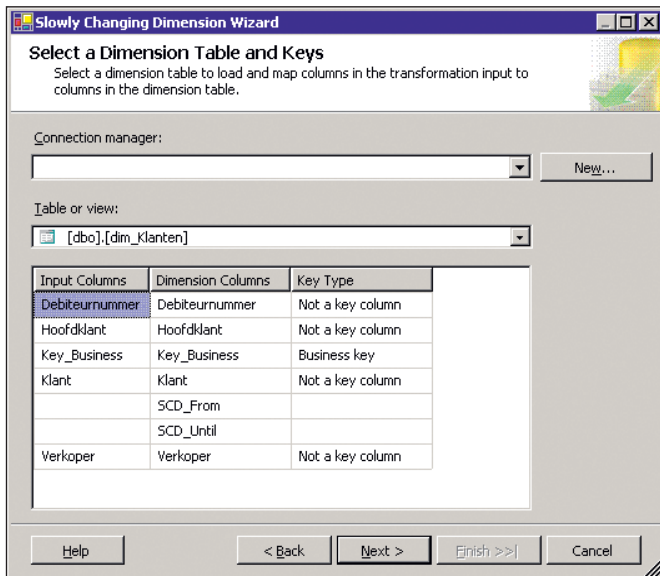 Slowly Changing Dimension Wizard
Select a Dimension Table and Keys
Select a dimension table to load and map columns in the transformation input to
columns in the dimension table.
Connection manager:
New...
Table or view:
[dbo].[dim_Klanten]
Input Columns Dimension Columns Key Type
Debiteurnummer Debiteurnummer Not a key column
Hoofdklant Hoofdklant Not a key column
Key_Business Key_Business Business key
Klant Klant Not a key column
SCD_From
SCD_Until
Verkoper Verkoper Not a key column
Help < Back Next > Finish >>| Cancel